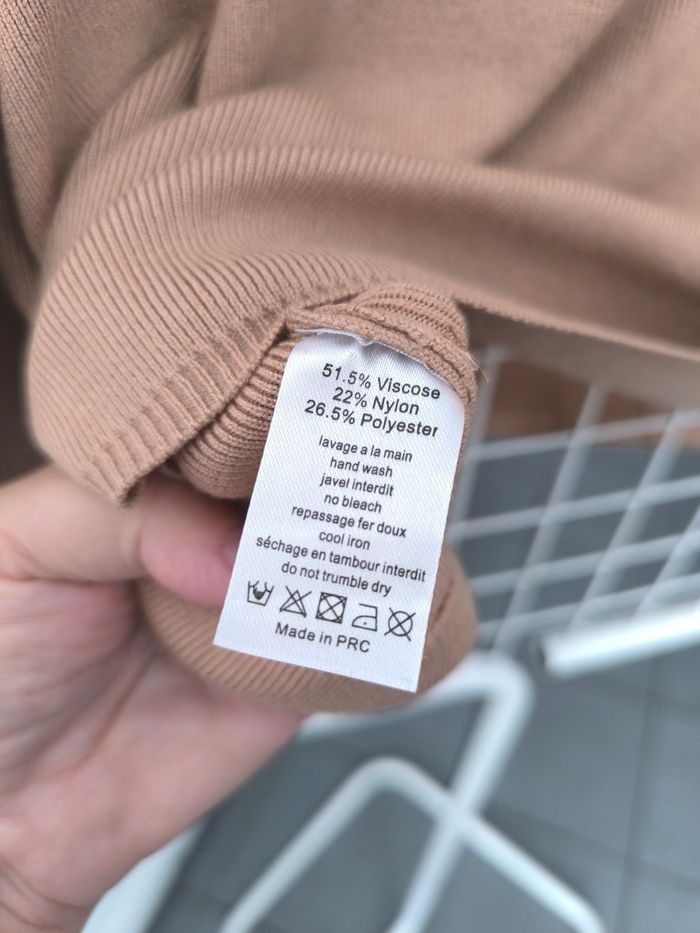 51.5% Viscose
22% Nylon
26.5% Polyester
lavage a la main
hand wash
javel interdit
no bleach
repassage fer doux
cool iron
séchage en tambour interdit
do not trumble dry
Made in PRC